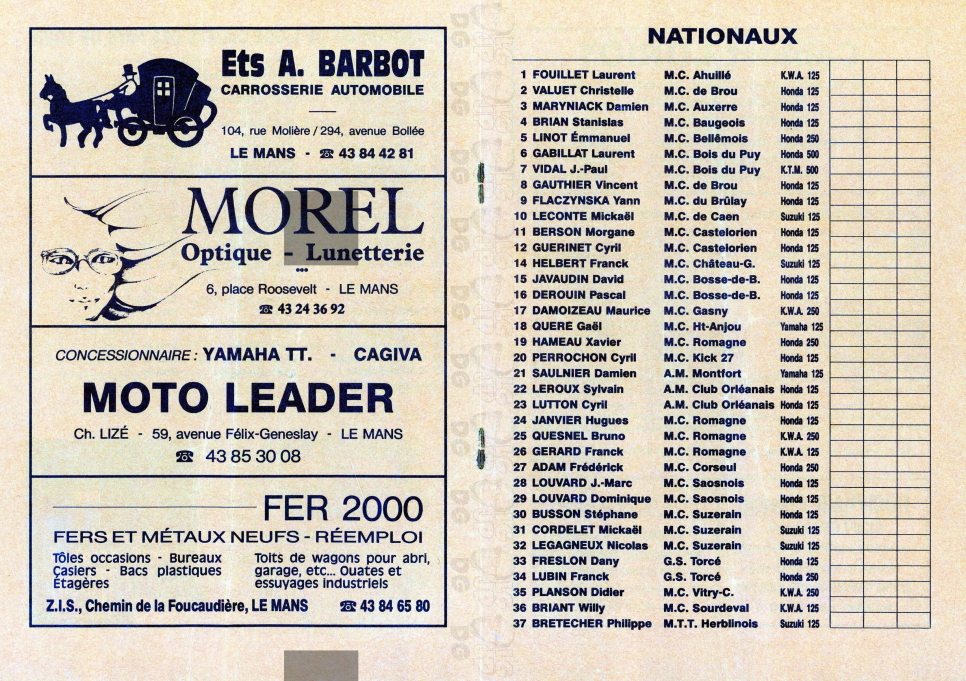 Ets A. BARBOT
CARROSSERIE AUTOMOBILE
104, rue Molière / 294, avenue Bollée
LE MANS - ☎ 43 84 42 81
MOREL
Optique - Lunetterie
6, place Roosevelt - LE MANS
☎ 43 24 36 92
CONCESSIONNAIRE : YAMAHA TT. - CAGIVA
MOTO LEADER
Ch. LIZÉ - 59, avenue Félix-Geneslay - LE MANS
☎ 43 85 30 08
FER 2000
FERS ET MÉTAUX NEUFS - RÉEMPLOI
Tôles occasions - Bureaux
Casiers - Bacs plastiques
Étagères
Toits de wagons pour abri,
garage, etc... Ouates et
essuyages industriels
Z.I.S., Chemin de la Foucaudière, LE MANS ☎ 43 84 65 80
NATIONAUX
1 FOUILLET Laurent M.C. Ahuillé K.W.A. 125
2 VALUET Christelle M.C. de Brou Honda 125
3 MARYNIACK Damien M.C. Auxerre Honda 125
4 BRIAN Stanislas M.C. Baugeois Honda 125
5 LINOT Émmanuel M.C. Bellêmois Honda 250
6 GABILLAT Laurent M.C. Bois du Puy Honda 500
7 VIDAL J.-Paul M.C. Bois du Puy K.T.M. 500
8 GAUTHIER Vincent M.C. de Brou Honda 125
9 FLACZYNSKA Yann M.C. du Brûlay Honda 125
10 LECONTE Mickaël M.C. de Caen Suzuki 125
11 BERSON Morgane M.C. Castelorien Honda 125
12 GUERINET Cyril M.C. Castelorien Honda 125
14 HELBERT Franck M.C. Château-G. Suzuki 125
15 JAVAUDIN David M.C. Bosse-de-B. Honda 125
16 DEROUIN Pascal M.C. Bosse-de-B. Honda 125
17 DAMOIZEAU Maurice M.C. Gasny K.W.A. 250
18 QUERÉ Gaël M.C. Ht-Anjou Yamaha 125
19 HAMEAU Xavier M.C. Romagne Honda 250
20 PERROCHON Cyril M.C. Kick 27 Honda 125
21 SAULNIER Damien A.M. Montfort Yamaha 125
22 LEROUX Sylvain A.M. Club Orléanais Honda 125
23 LUTTON Cyril A.M. Club Orléanais Honda 125
24 JANVIER Hugues M.C. Romagne Honda 125
25 QUESNEL Bruno M.C. Romagne K.W.A. 250
26 GERARD Franck M.C. Romagne K.W.A. 250
27 ADAM Frédérick M.C. Corseul Honda 250
28 LOUVARD J.-Marc M.C. Saosnois Honda 125
29 LOUVARD Dominique M.C. Saosnois Honda 125
30 BUSSON Stéphane M.C. Suzerain Honda 125
31 CORDELET Mickaël M.C. Suzerain Suzuki 125
32 LEGAGNEUX Nicolas M.C. Suzerain Suzuki 125
33 FRESLON Dany G.S. Torcé Honda 125
34 LUBIN Franck G.S. Torcé Honda 250
35 PLANSON Didier M.C. Vitry-C. K.W.A. 250
36 BRIANT Willy M.C. Sourdeval K.W.A. 125
37 BRETECHER Philippe M.T.T. Herblinois Suzuki 125